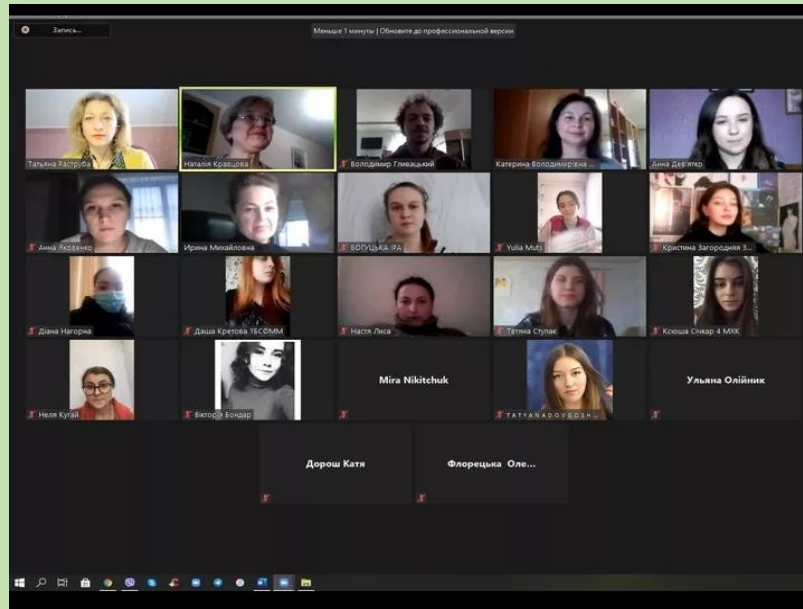 Запись...
Меньше 1 минуты | Обновите до профессиональной версии
Татьяна Раструба
Наталія Кравцова
Володимир Гливацький
Катерина Володимирівна ...
Анна Дев'ятко
Анна Яковенко
Ирина Михайловна
БОГУЦЬКА ІРА
Yulia Muts
Кристина Загородняя З...
Діана Нагорна
Даша Кретова 1БСОММ
Настя Лиса
Тетяна Ступак
Ксюша Січкар 4 МХК
Неля Кугай
Вікторія Бондар
Mira Nikitchuk
TATYANADOVGOSH...
Ульяна Олійник
Дорош Катя
Флорецька Оле...